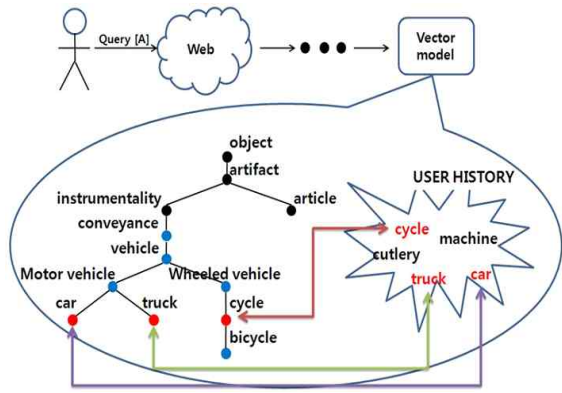 Query [A]
Web
Vector
model
object
artifact
instrumentality
article
conveyance
vehicle
Motor vehicle
Wheeled vehicle
car
truck
cycle
bicycle
USER HISTORY
cycle
machine
cutlery
truck
car